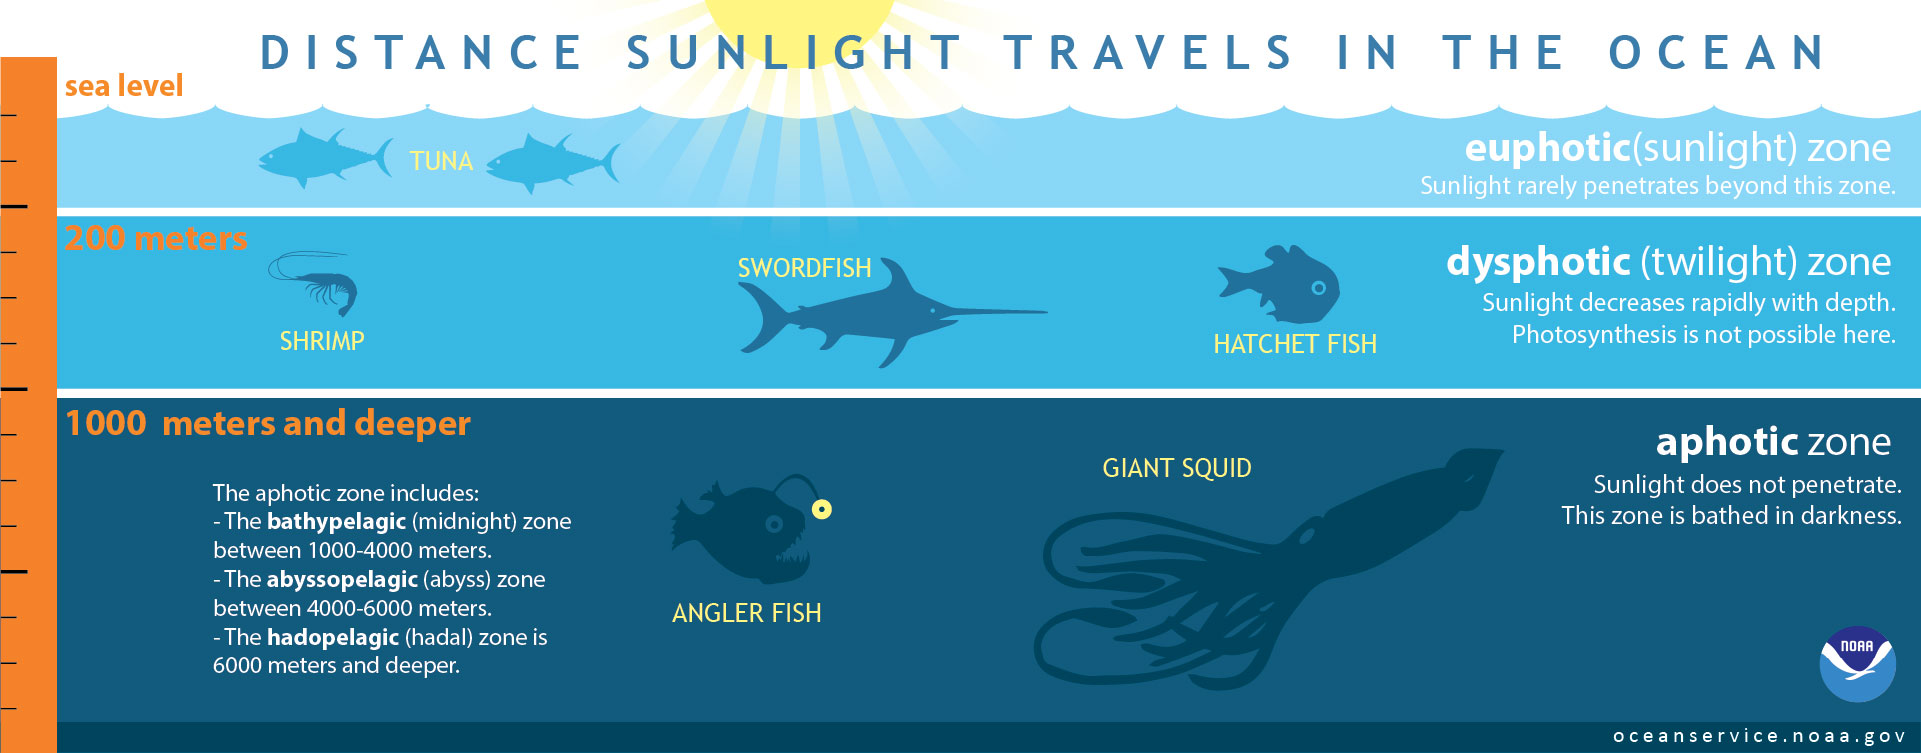 DISTANCE SUNLIGHT TRAVELS IN THE OCEAN
sea level
TUNA
euphotic(sunlight) zone
Sunlight rarely penetrates beyond this zone.
200 meters
SHRIMP
SWORDFISH
HATCHET FISH
dysphotic (twilight) zone
Sunlight decreases rapidly with depth.
Photosynthesis is not possible here.
1000 meters and deeper
The aphotic zone includes:
- The bathypelagic (midnight) zone
between 1000-4000 meters.
- The abyssopelagic (abyss) zone
between 4000-6000 meters.
- The hadopelagic (hadal) zone is
6000 meters and deeper.
ANGLER FISH
GIANT SQUID
aphotic zone
Sunlight does not penetrate.
This zone is bathed in darkness.
NOAA
oceanservice.noaa.gov